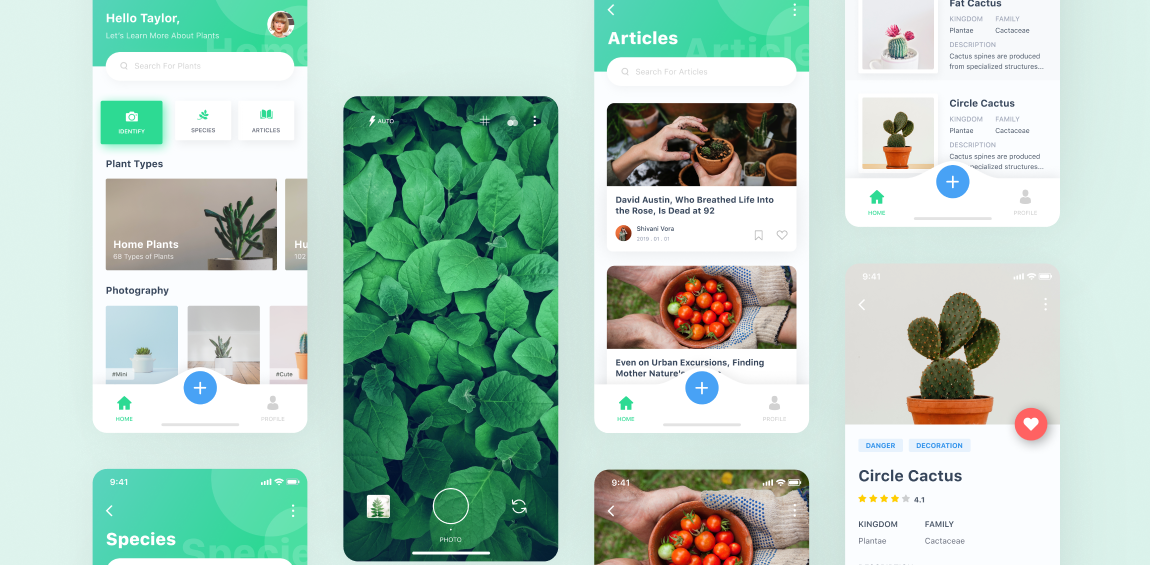 Hello Taylor,
Let's Learn More About Plants
Home
Search For Plants
IDENTIFY
SPECIES
ARTICLES
Plant Types
Home Plants
68 Types of Plants
Hu
102
Photography
#Mini
#Cute
HOME
PROFILE
9:41
Species
Species
AUTO
PHOTO
Articles
Article
Search For Articles
David Austin, Who Breathed Life Into
the Rose, Is Dead at 92
Shivani Vora
2019 . 01 . 01
Even on Urban Excursions, Finding
Mother Nature's
HOME
PROFILE
9:41
Fat Cactus
KINGDOM FAMILY
Plantae Cactaceae
DESCRIPTION
Cactus spines are produced
from specialized structures...
Circle Cactus
KINGDOM FAMILY
Plantae Cactaceae
DESCRIPTION
Cactus spines are produced
specialized structures...
HOME
PROFILE
9:41
DANGER DECORATION
Circle Cactus
4.1
KINGDOM FAMILY
Plantae Cactaceae